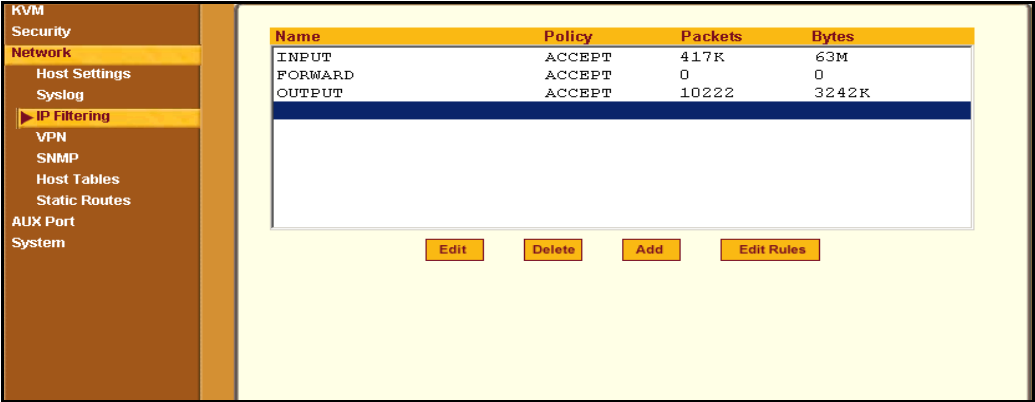 KVM
Security
Network
Host Settings
Syslog
IP Filtering
VPN
SNMP
Host Tables
Static Routes
AUX Port
System
Name Policy Packets Bytes
INPUT ACCEPT 417K 63M
FORWARD ACCEPT 0 0
OUTPUT ACCEPT 10222 3242K
Edit Delete Add Edit Rules